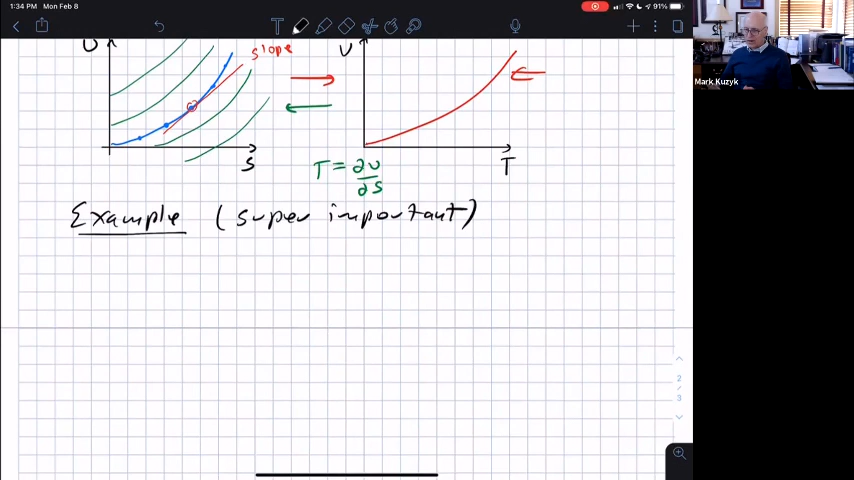 1:34 PM Mon Feb 8
91%
U
slope
U
S
T
T = ∂U/∂S
Example (super important)
Mark Kuzyk
2
3